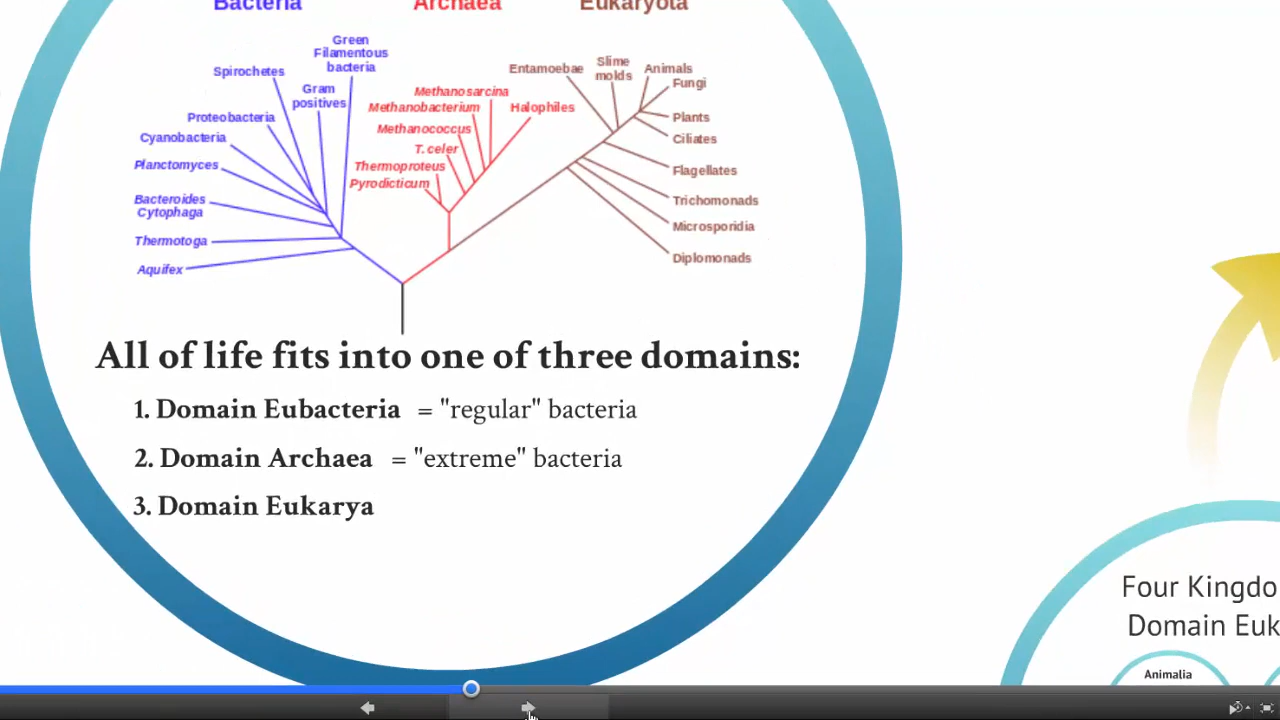 Bacteria Archaea Eukaryota
Green
Filamentous
bacteria
Spirochetes
Gram
positives
Proteobacteria
Cyanobacteria
Planctomyces
Bacteroides
Cytophaga
Thermotoga
Aquifex
Methanosarcina
Methanobacterium
Halophiles
Methanococcus
T. celer
Thermoproteus
Pyrodicticum
Entamoebae
Slime
molds
Animals
Fungi
Plants
Ciliates
Flagellates
Trichomonads
Microsporidia
Diplomonads
All of life fits into one of three domains:
1. Domain Eubacteria = "regular" bacteria
2. Domain Archaea = "extreme" bacteria
3. Domain Eukarya
Four Kingdo
Domain Euk
Animalia